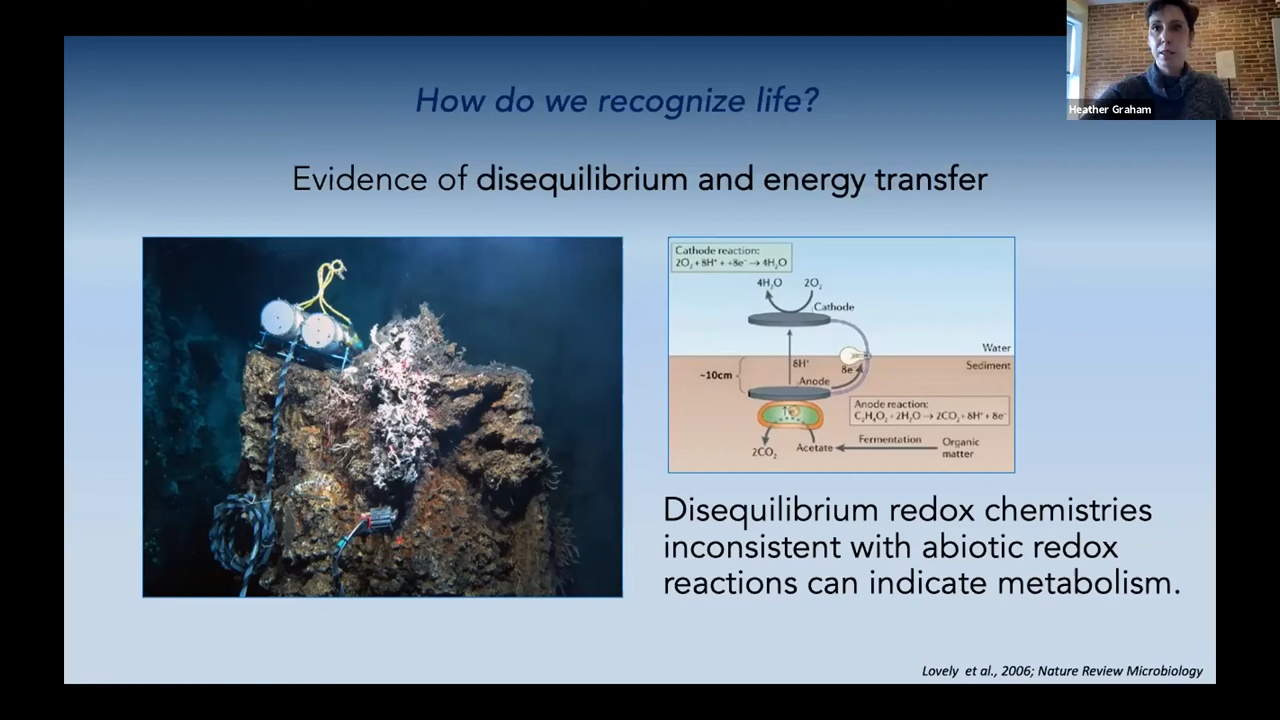 How do we recognize life?
Heather Graham
Evidence of disequilibrium and energy transfer
Cathode reaction:
2O₂ + 8H⁺ + +8e⁻ → 4H₂O
4H₂O 2O₂
Cathode
Water
Sediment
~10cm
8H⁺
8e⁻
Anode
Anode reaction:
C₂H₄O₂ + 2H₂O → 2CO₂ + 8H⁺ + 8e⁻
2CO₂
Acetate
Fermentation
Organic
matter
Disequilibrium redox chemistries
inconsistent with abiotic redox
reactions can indicate metabolism.
Lovely et al., 2006; Nature Review Microbiology